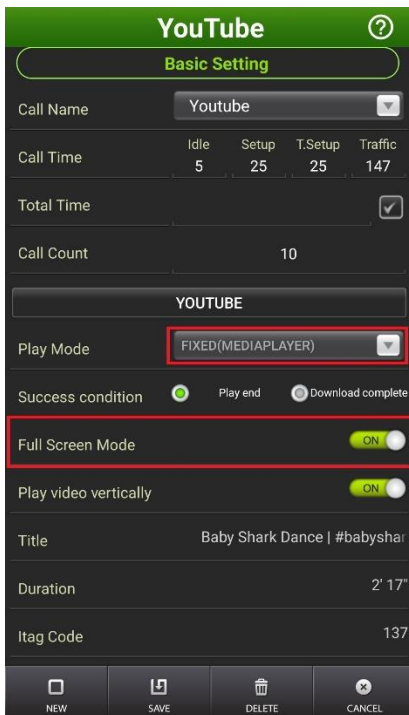 YouTube
Basic Setting
Call Name Youtube
Idle Setup T.Setup Traffic
Call Time 5 25 25 147
Total Time
Call Count 10
YOUTUBE
Play Mode FIXED(MEDIAPLAYER)
Success condition Play end Download complete
Full Screen Mode ON
Play video vertically ON
Title Baby Shark Dance | #babyshar
Duration 2' 17"
Itag Code 137
NEW SAVE DELETE CANCEL